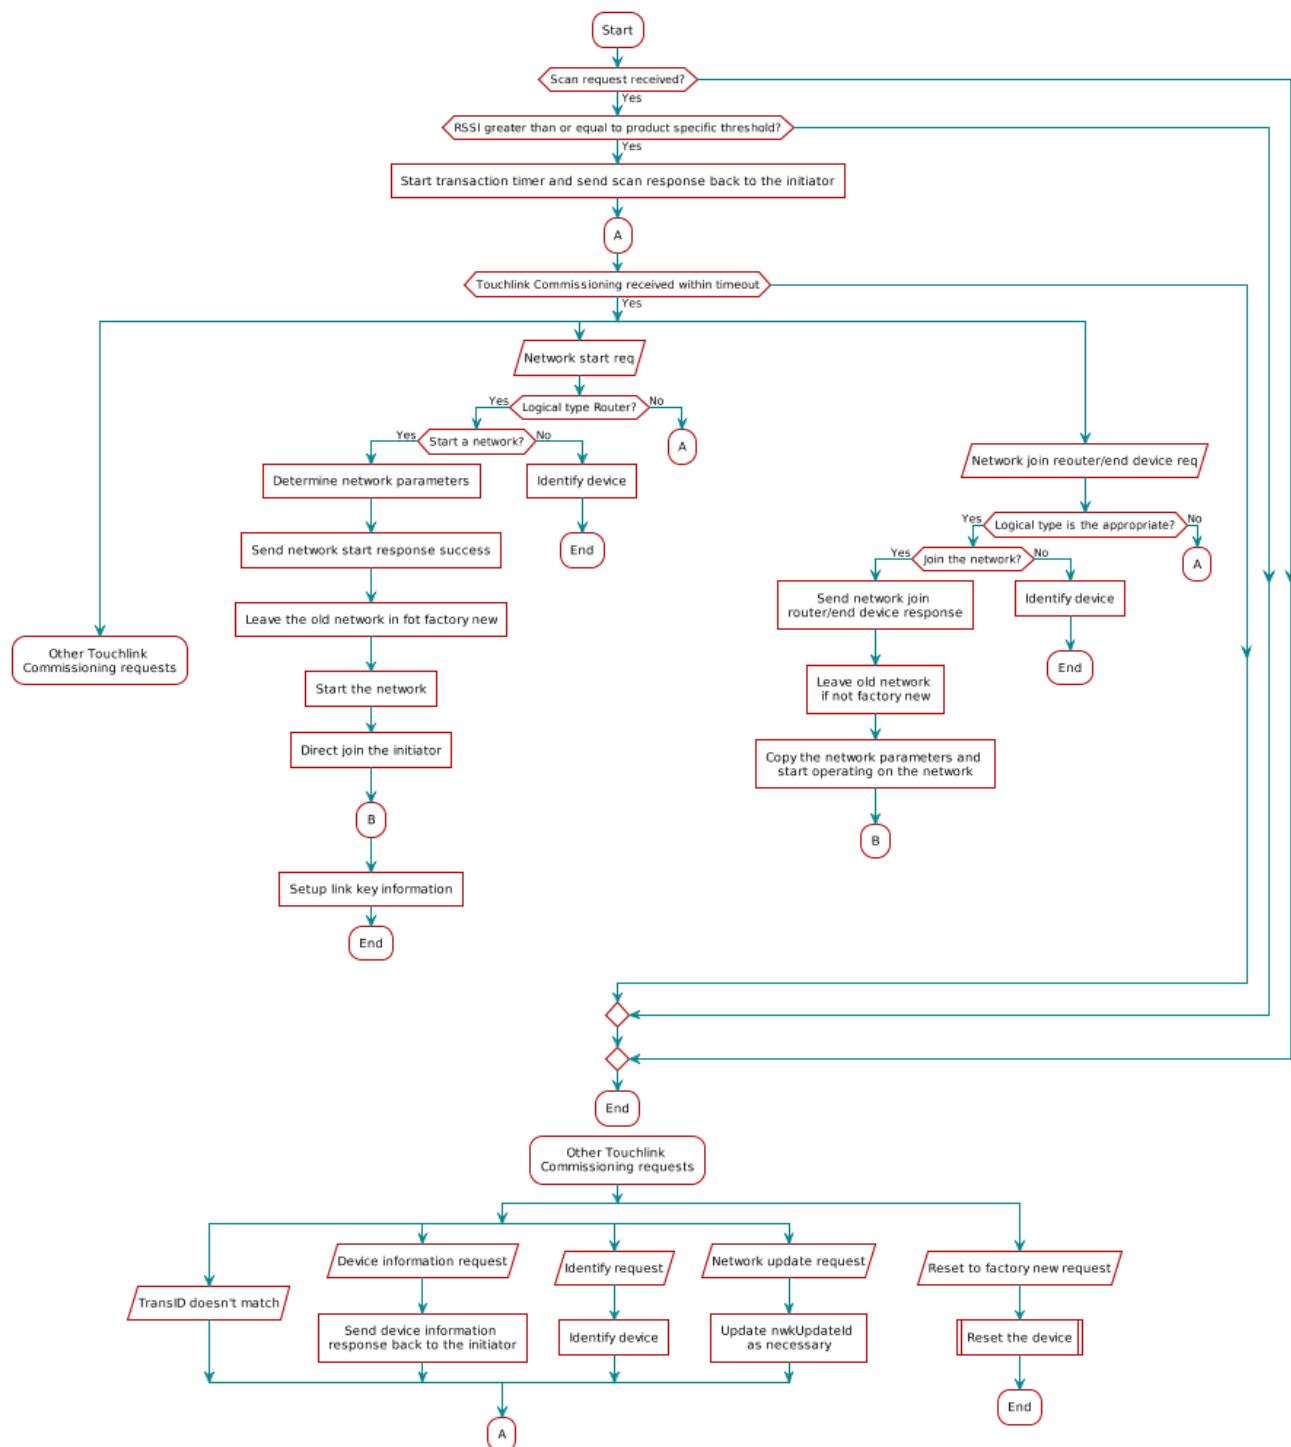 Start
Scan request received?
Yes
RSSI greater than or equal to product specific threshold?
Yes
Start transaction timer and send scan response back to the initiator
A
Touchlink Commissioning received within timeout
Yes
Other Touchlink
Commissioning requests
Network start req
Logical type Router?
Yes
No
Start a network?
Yes
No
A
Determine network parameters
Identify device
Send network start response success
End
Leave the old network in fot factory new
Start the network
Direct join the initiator
B
Setup link key information
End
Network join reouter/end device req
Logical type is the appropriate?
Yes
No
Join the network?
Yes
No
A
Send network join
router/end device response
Identify device
Leave old network
if not factory new
End
Copy the network parameters and
start operating on the network
B
End
Other Touchlink
Commissioning requests
TransID doesn't match
Device information request
Send device information
response back to the initiator
Identify request
Identify device
Network update request
Update nwkUpdateId
as necessary
Reset to factory new request
Reset the device
End
A